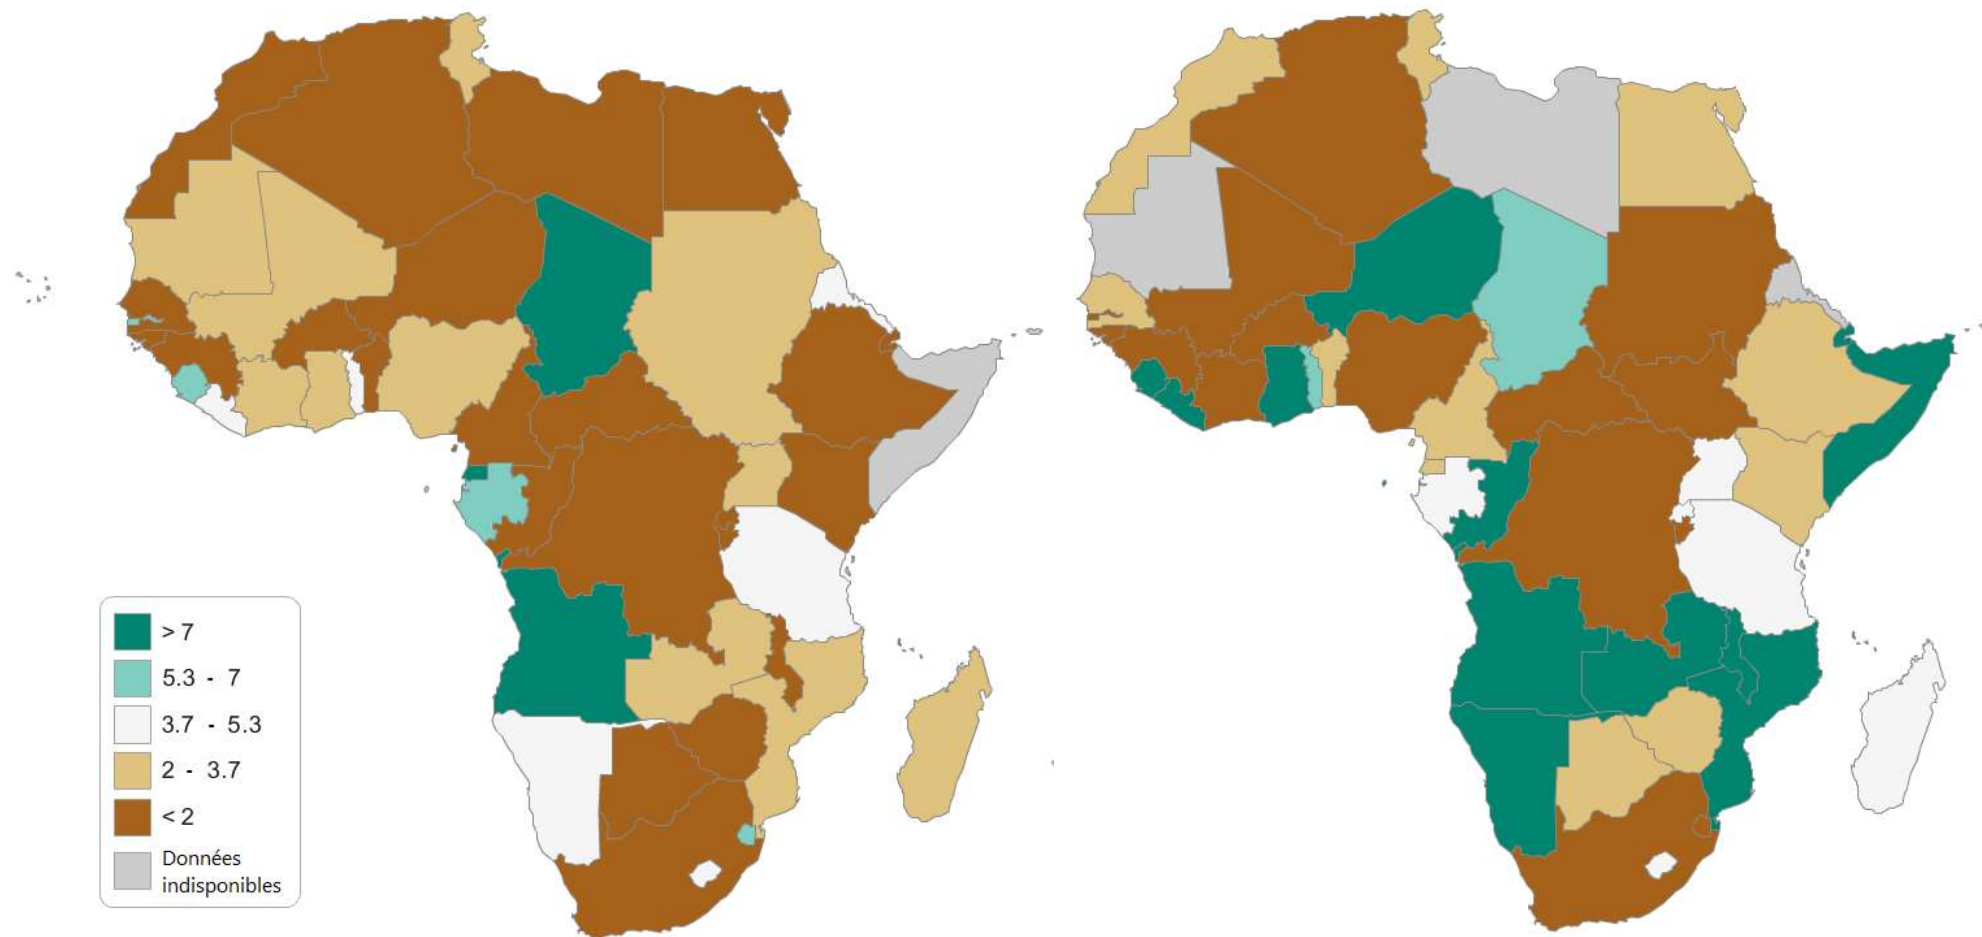 > 7
5.3 - 7
3.7 - 5.3
2 - 3.7
< 2
Données
indisponibles